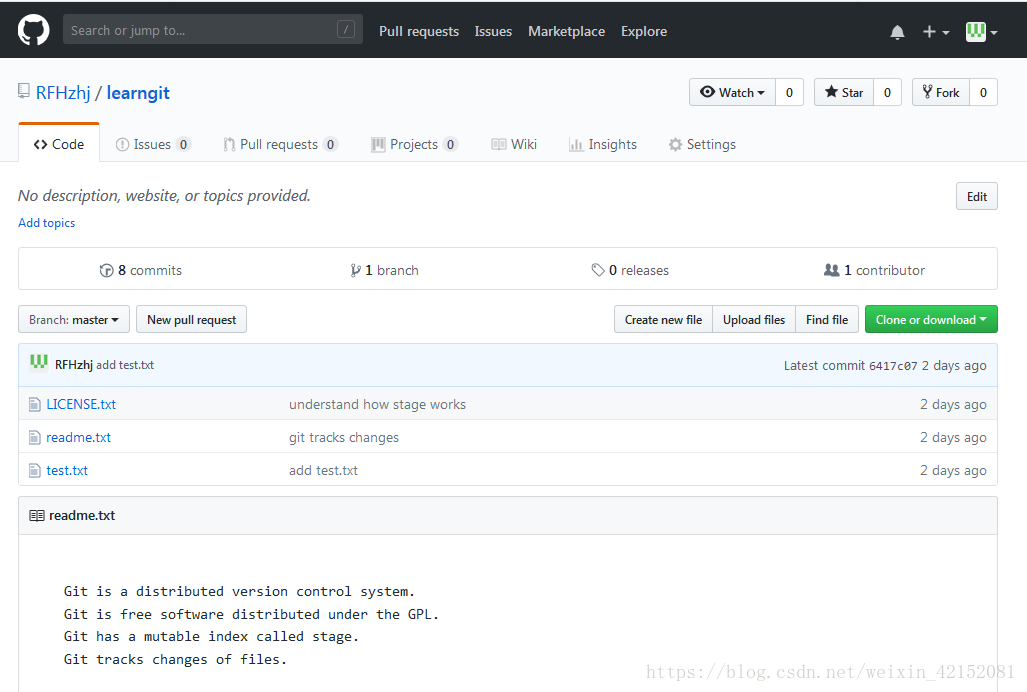 Search or jump to... / Pull requests Issues Marketplace Explore
RFHzhj / learngit Watch 0 Star 0 Fork 0
Code Issues 0 Pull requests 0 Projects 0 Wiki Insights Settings
No description, website, or topics provided. Edit
Add topics
8 commits 1 branch 0 releases 1 contributor
Branch: master New pull request Create new file Upload files Find file Clone or download
RFHzhj add test.txt Latest commit 6417c07 2 days ago
LICENSE.txt understand how stage works 2 days ago
readme.txt git tracks changes 2 days ago
test.txt add test.txt 2 days ago
readme.txt
Git is a distributed version control system.
Git is free software distributed under the GPL.
Git has a mutable index called stage.
Git tracks changes of files.
https://blog.csdn.net/weixin_42152081